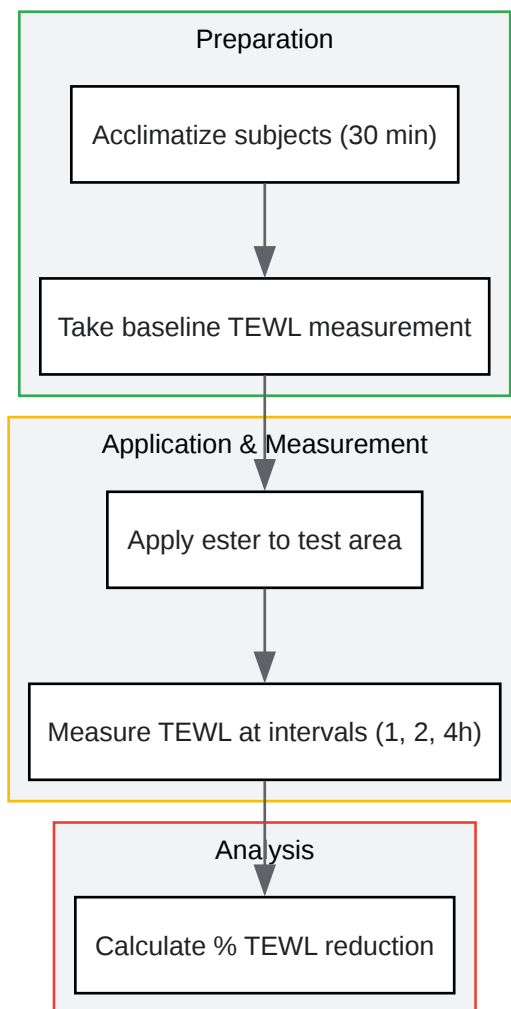 Preparation
Acclimatize subjects (30 min)
Take baseline TEWL measurement
Application & Measurement
Apply ester to test area
Measure TEWL at intervals (1, 2, 4h)
Analysis
Calculate % TEWL reduction